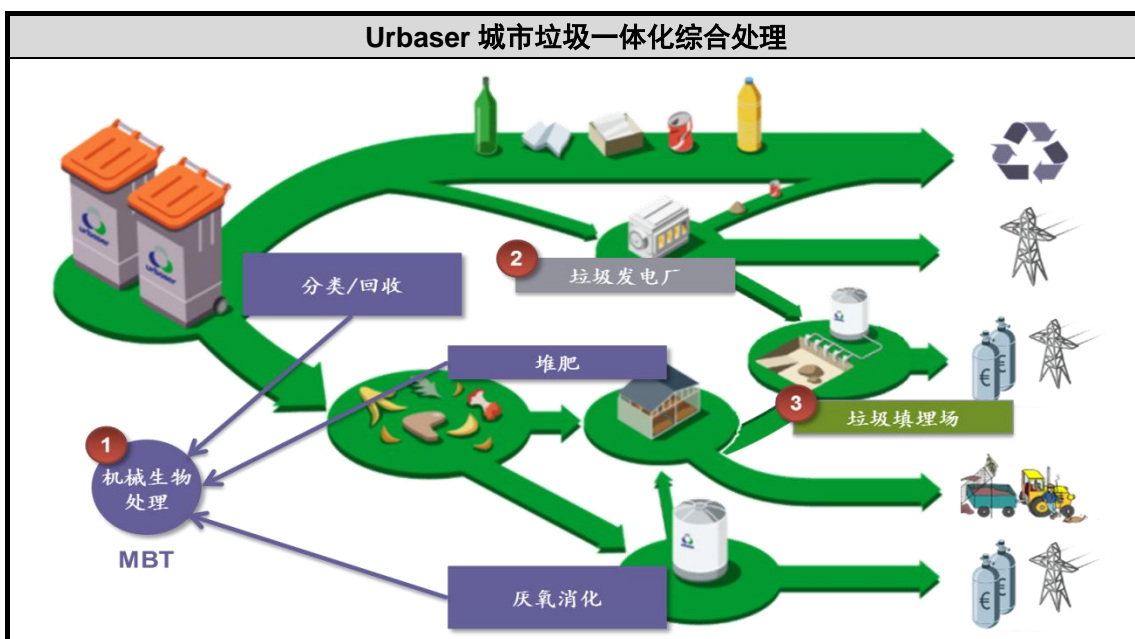 Urbaser 城市垃圾一体化综合处理
urbaser
urbaser
分类/回收
2
垃圾发电厂
堆肥
3
垃圾填埋场
1
机械生物
处理
MBT
厌氧消化
€
€